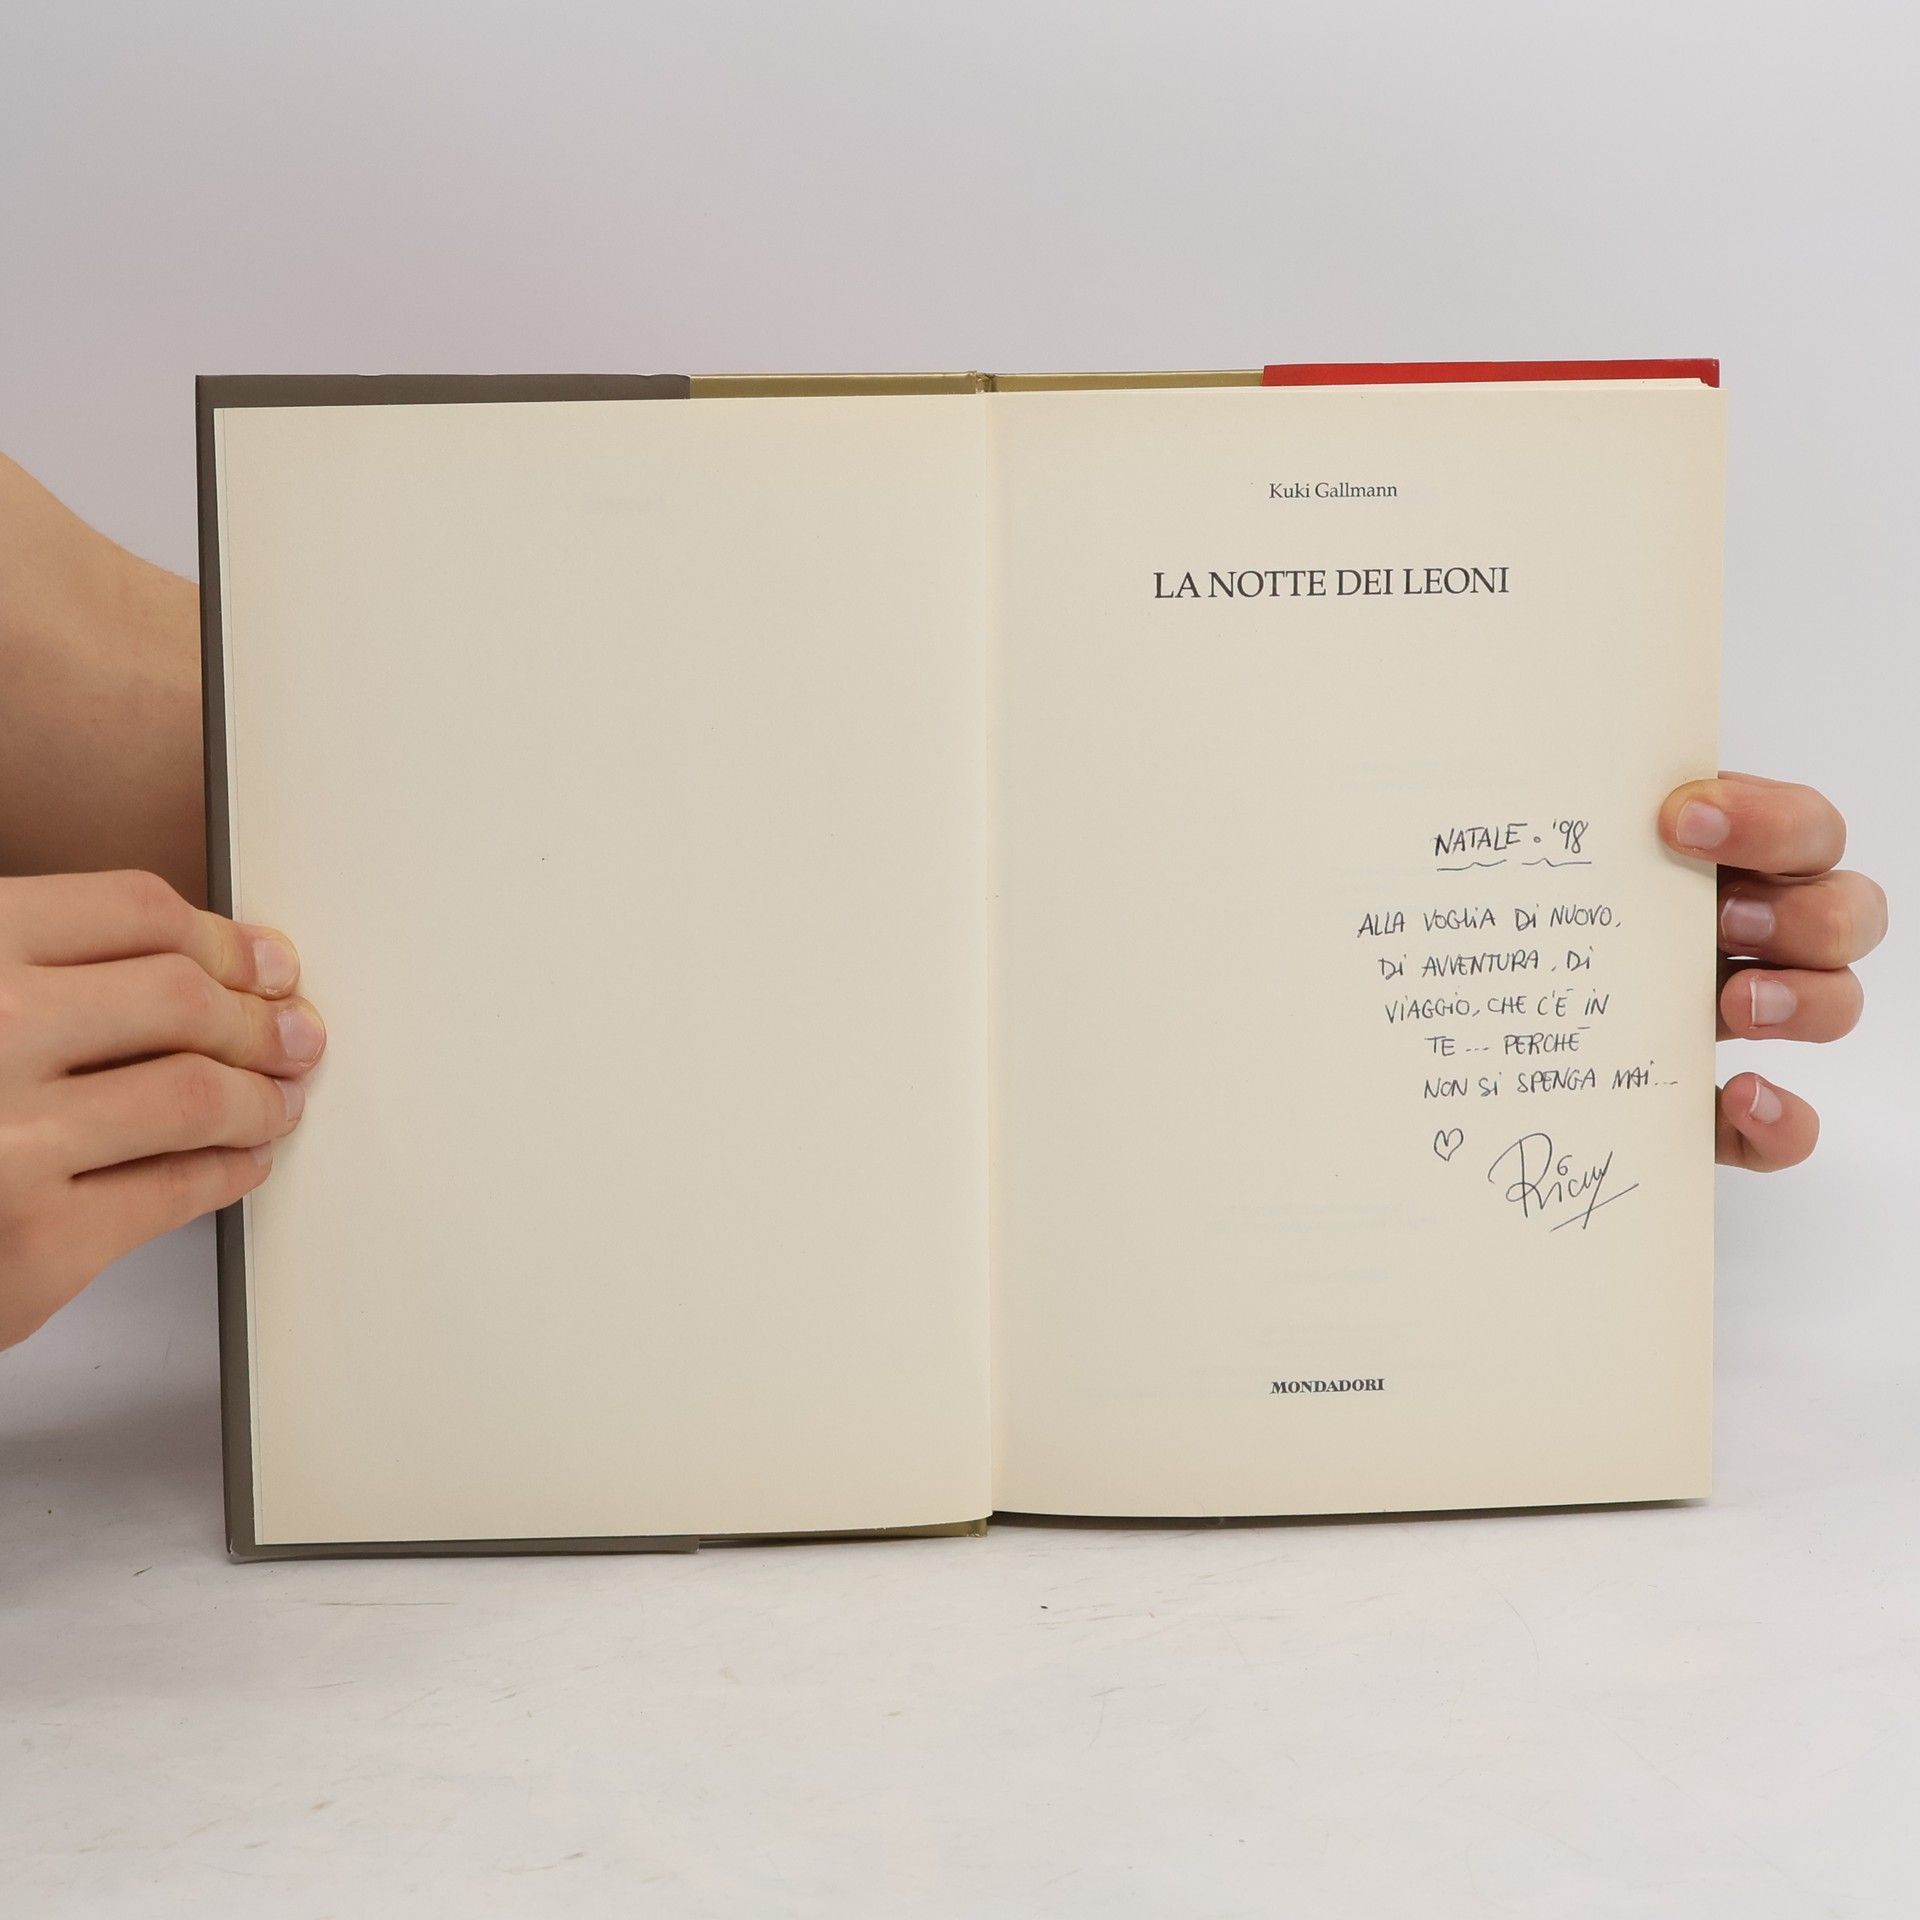 Kuki Gallmann
LA NOTTE DEI LEONI
NATALE. '98
ALLA VOGLIA DI NUOVO,
DI AVVENTURA, DI
VIAGGIO, CHE C'È IN
TE --- PERCHÈ
NON SI SPENGA MAI...
MONDADORI